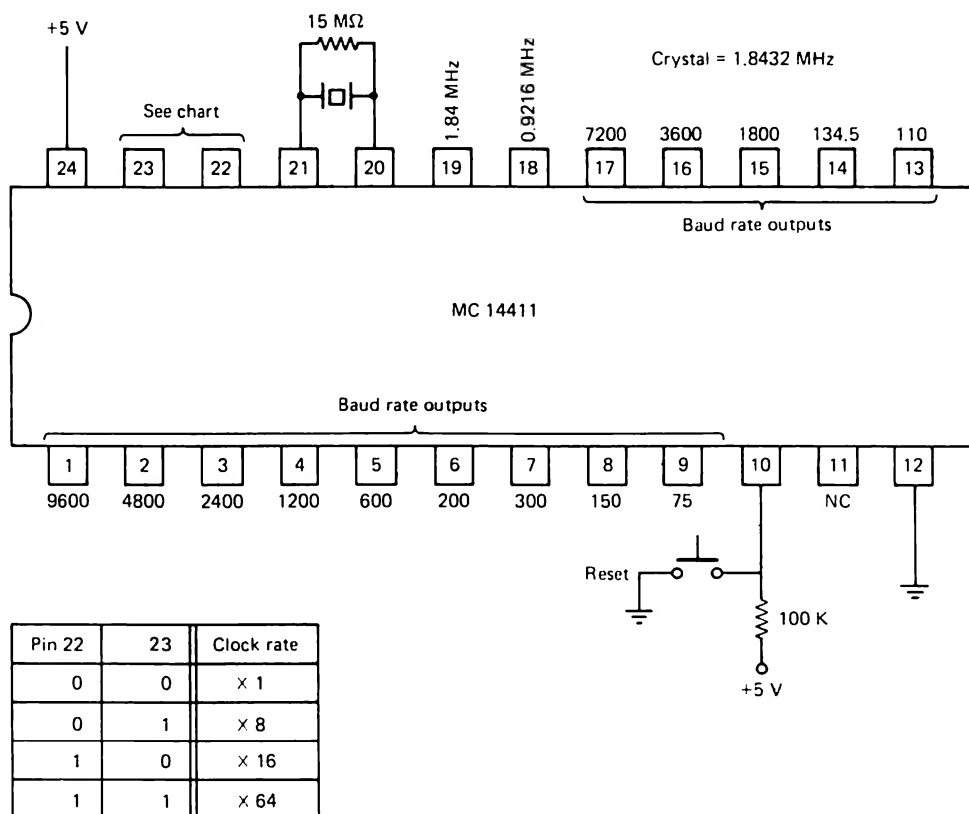 +5 V
15 MΩ
1.84 MHz
0.9216 MHz
Crystal = 1.8432 MHz
See chart
7200 3600 1800 134.5 110
24 23 22 21 20 19 18 17 16 15 14 13
Baud rate outputs
MC 14411
Baud rate outputs
1 2 3 4 5 6 7 8 9 10 11 12
9600 4800 2400 1200 600 200 300 150 75 NC
Reset
100 K
+5 V
Pin 22 23 Clock rate
0 0 × 1
0 1 × 8
1 0 × 16
1 1 × 64